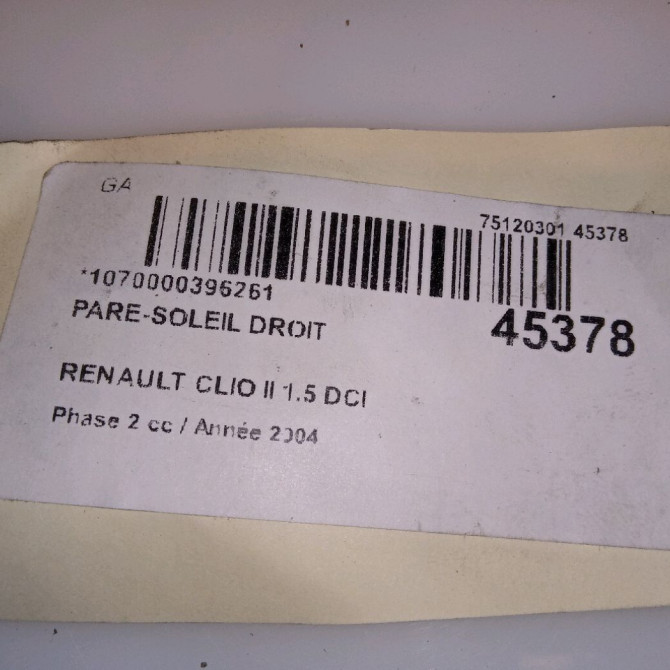 GA
75120301 45378
*1070000396261
45378
PARE-SOLEIL DROIT
RENAULT CLIO II 1.5 DCI
Phase 2 cc / Année 2004